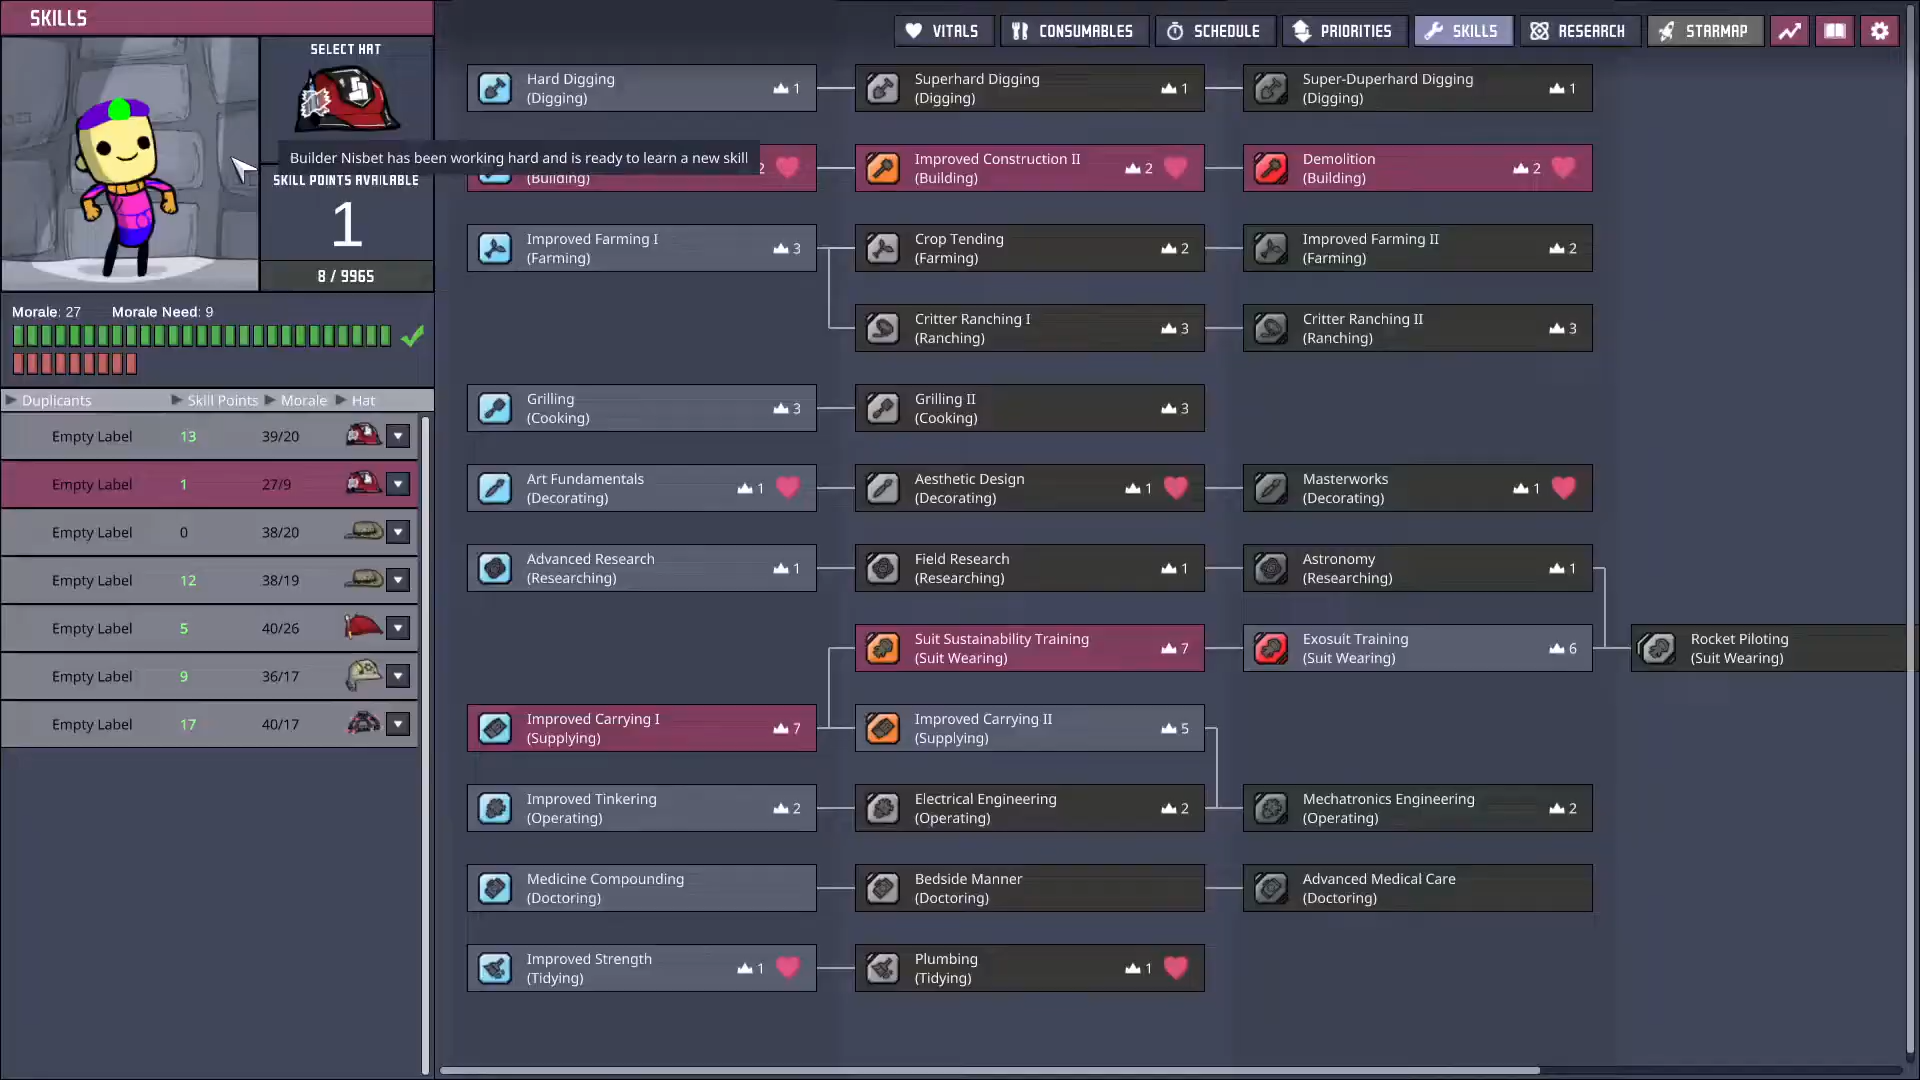 SKILLS
VITALS
CONSUMABLES
SCHEDULE
PRIORITIES
SKILLS
RESEARCH
STARMAP
SELECT HAT
Builder Nisbet has been working hard and is ready to learn a new skill
SKILL POINTS AVAILABLE
1
8 / 9965
Morale: 27 Morale Need: 9
Duplicants Skill Points Morale Hat
Empty Label 13 39/20
Empty Label 1 27/9
Empty Label 0 38/20
Empty Label 12 38/19
Empty Label 5 40/26
Empty Label 9 36/17
Empty Label 17 40/17
Hard Digging
(Digging)
1
Superhard Digging
(Digging)
1
Super-Duperhard Digging
(Digging)
1
(Building)
2
Improved Construction II
(Building)
2
Demolition
(Building)
2
Improved Farming I
(Farming)
3
Crop Tending
(Farming)
2
Improved Farming II
(Farming)
2
Critter Ranching I
(Ranching)
3
Critter Ranching II
(Ranching)
3
Grilling
(Cooking)
3
Grilling II
(Cooking)
3
Art Fundamentals
(Decorating)
1
Aesthetic Design
(Decorating)
1
Masterworks
(Decorating)
1
Advanced Research
(Researching)
1
Field Research
(Researching)
1
Astronomy
(Researching)
1
Suit Sustainability Training
(Suit Wearing)
7
Exosuit Training
(Suit Wearing)
6
Rocket Piloting
(Suit Wearing)
Improved Carrying I
(Supplying)
7
Improved Carrying II
(Supplying)
5
Improved Tinkering
(Operating)
2
Electrical Engineering
(Operating)
2
Mechatronics Engineering
(Operating)
2
Medicine Compounding
(Doctoring)
Bedside Manner
(Doctoring)
Advanced Medical Care
(Doctoring)
Improved Strength
(Tidying)
1
Plumbing
(Tidying)
1